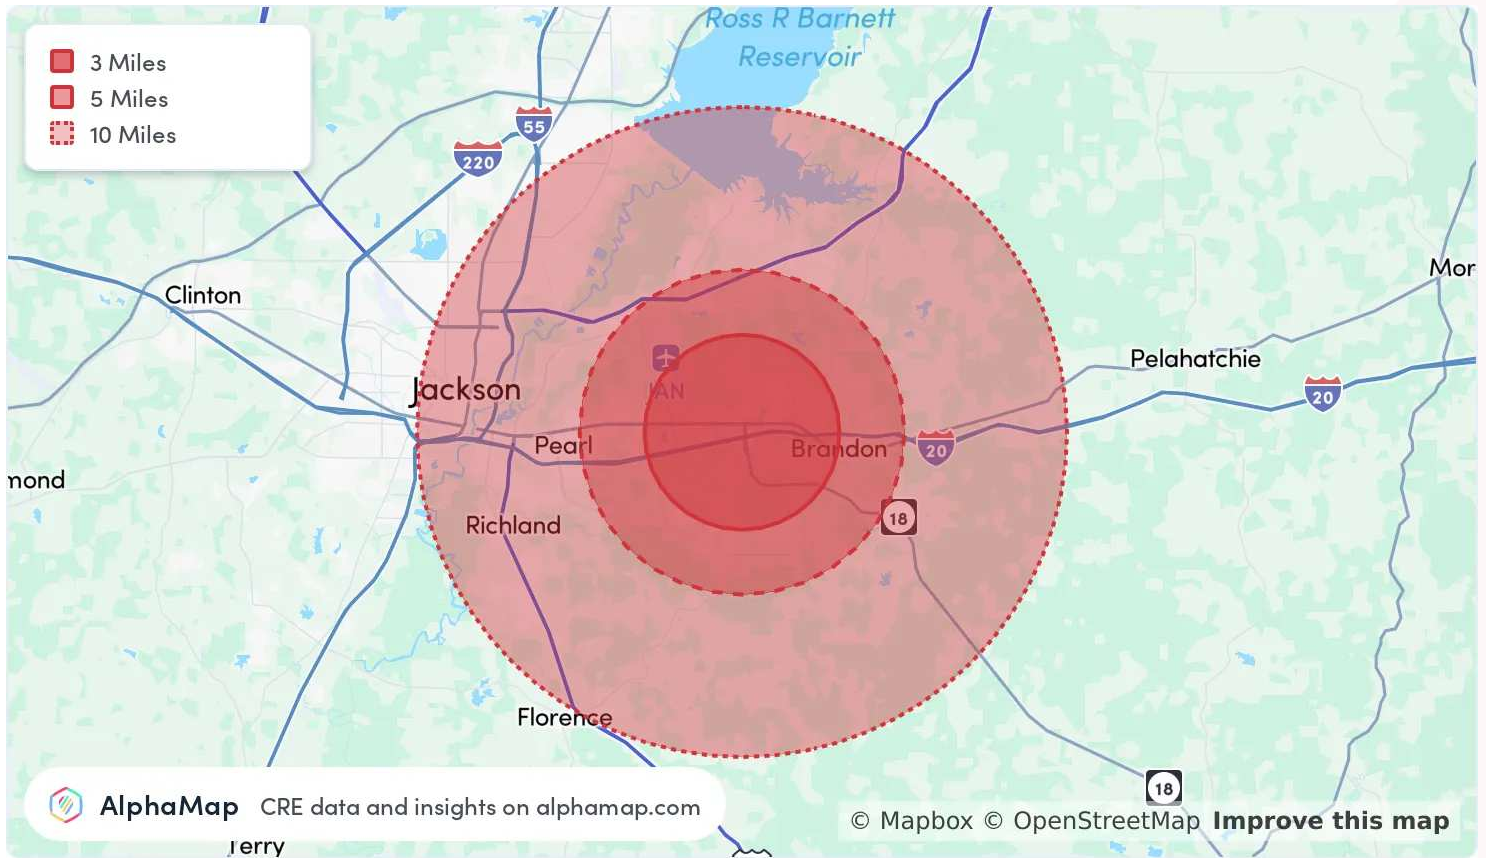 Ross R Barnett
Reservoir
3 Miles
5 Miles
10 Miles
55
220
Clinton
Mor
Pelahatchie
JAN
Jackson
20
Pearl
Brandon
20
mond
18
Richland
Florence
18
AlphaMap CRE data and insights on alphamap.com
© Mapbox © OpenStreetMap Improve this map
Terry